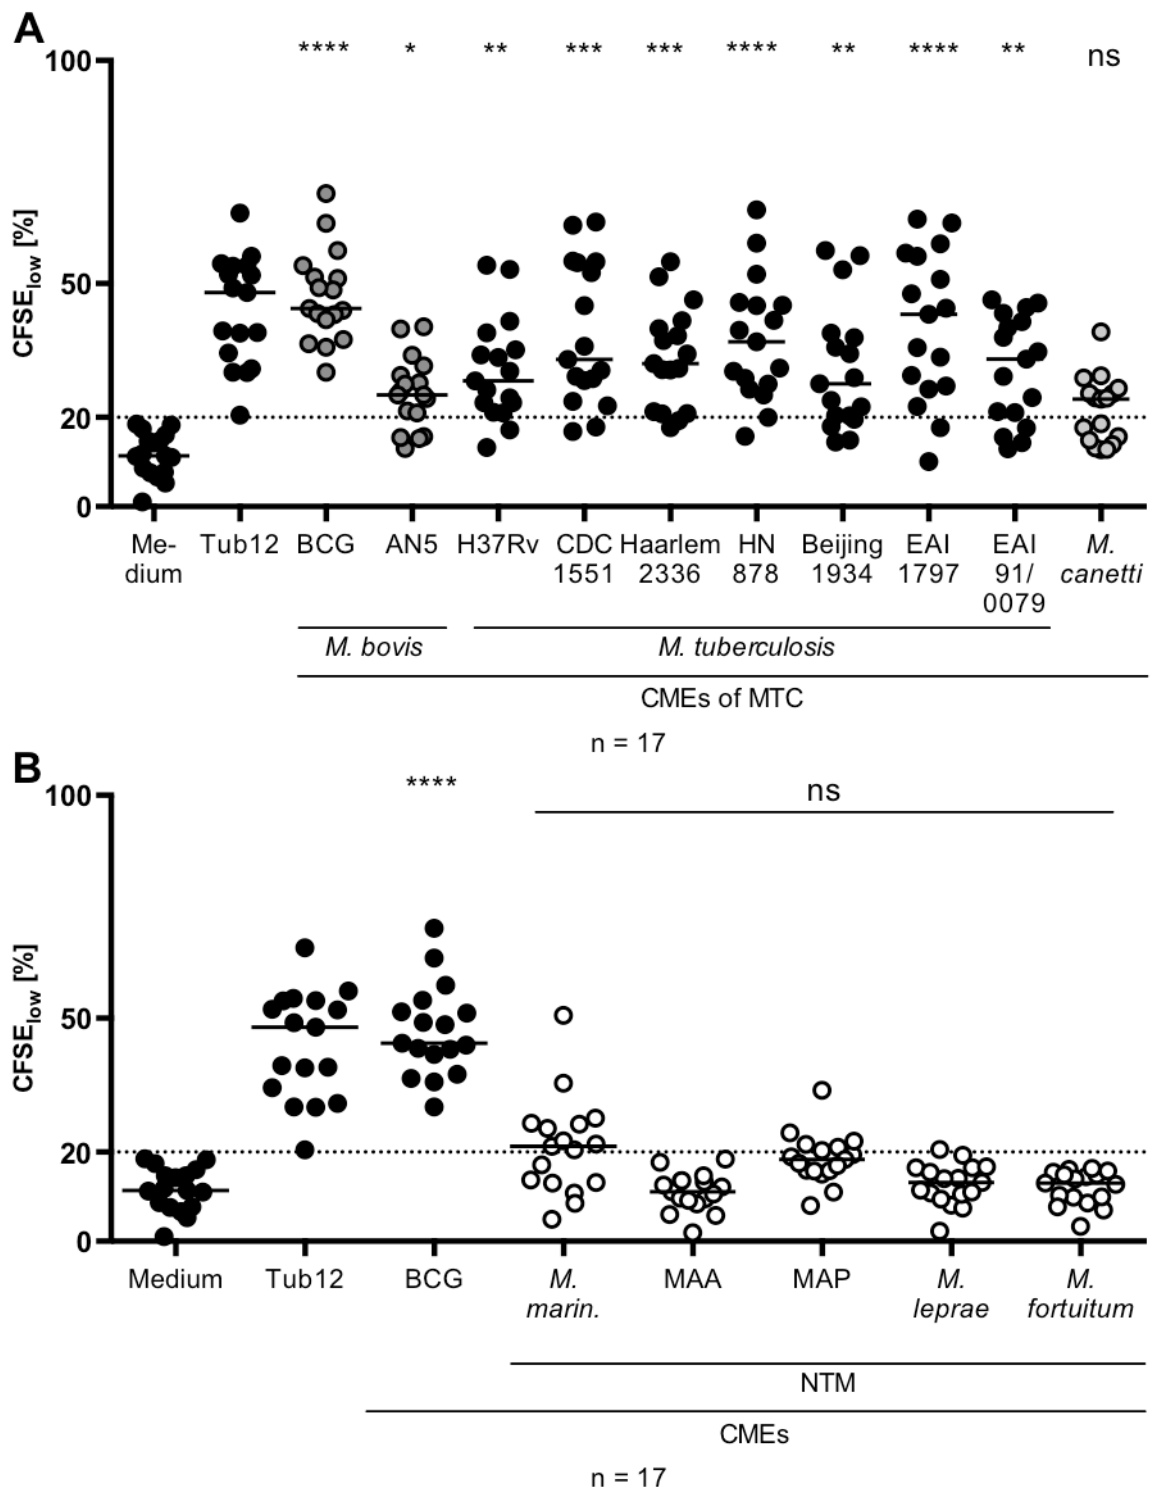 A
**** * ** *** *** **** ** **** ** ns
100
50
20
0
CFSElow [%]
Me- Tub12 BCG AN5 H37Rv CDC Haarlem HN Beijing EAI EAI M.
dium 1551 2336 878 1934 1797 91/ canetti
0079
M. bovis M. tuberculosis
CMEs of MTC
n = 17
B
**** ns
100
50
20
0
CFSElow [%]
Medium Tub12 BCG M. MAA MAP M. M.
marin. leprae fortuitum
NTM
CMEs
n = 17